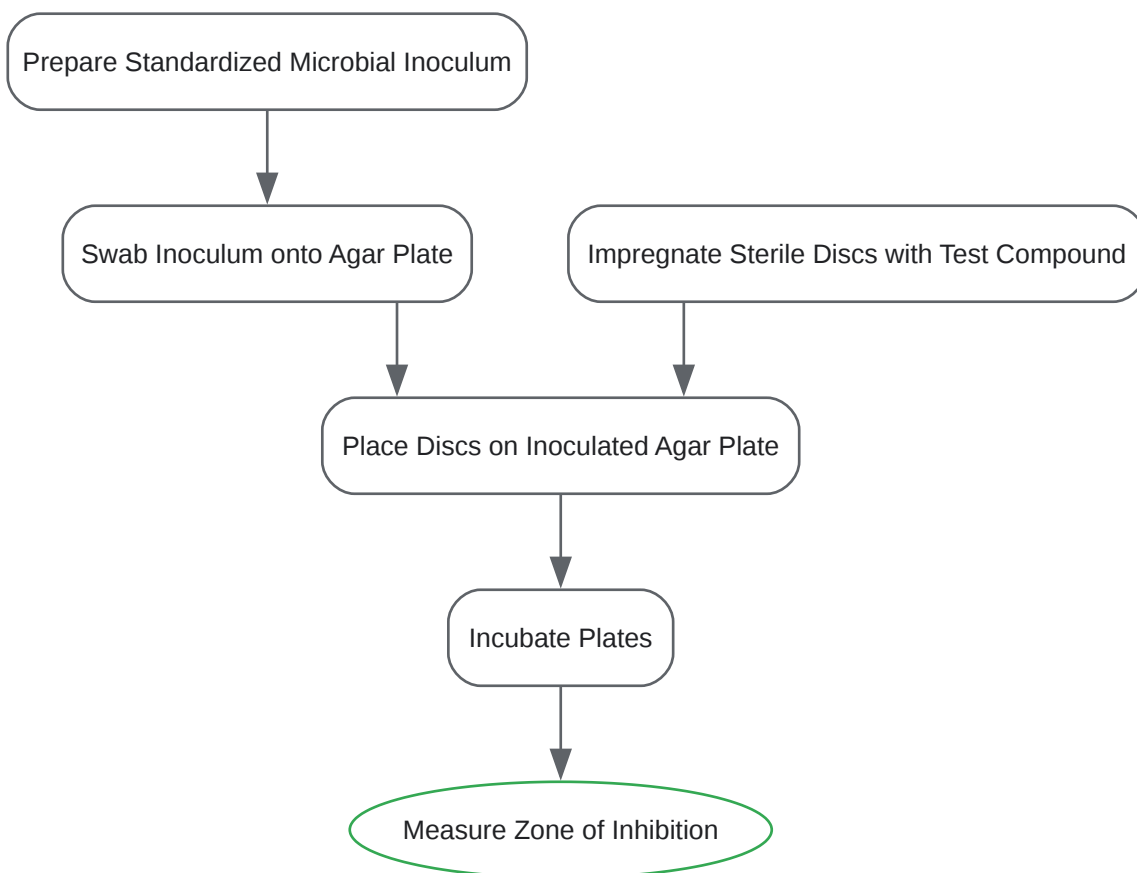 Prepare Standardized Microbial Inoculum
Swab Inoculum onto Agar Plate
Impregnate Sterile Discs with Test Compound
Place Discs on Inoculated Agar Plate
Incubate Plates
Measure Zone of Inhibition